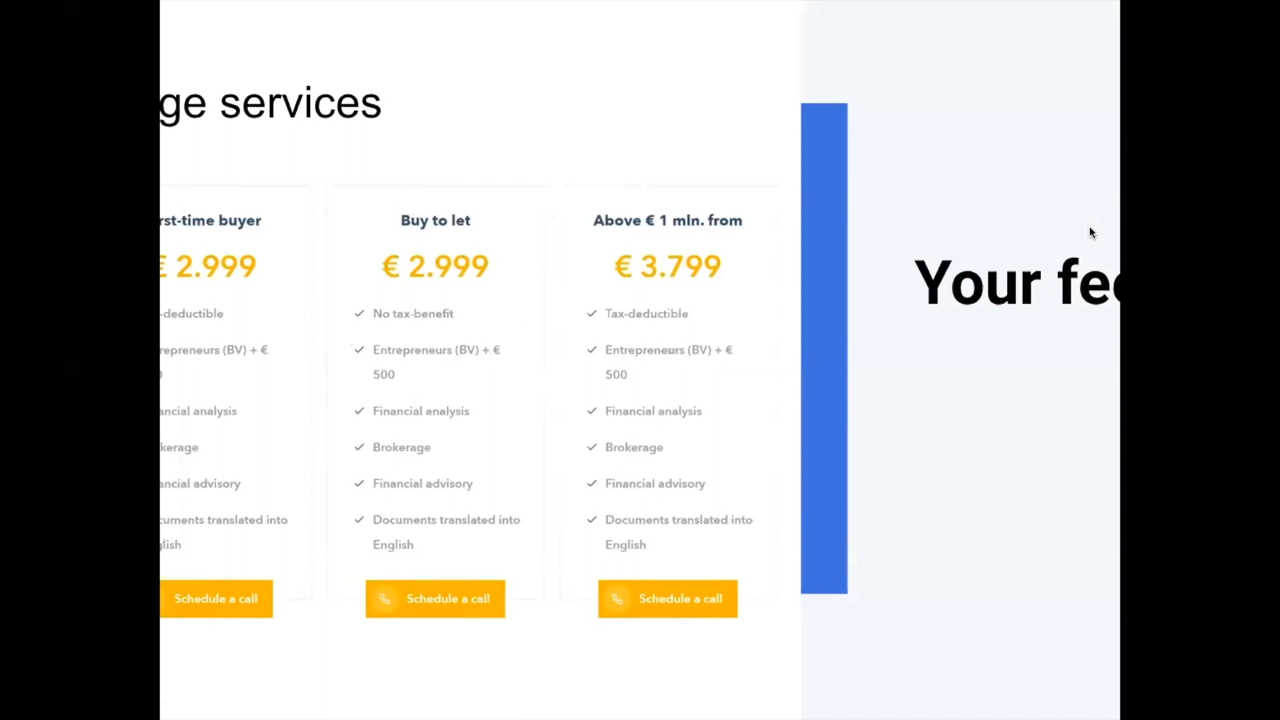 ge services
rst-time buyer
€ 2.999
-deductible
repreneurs (BV) + €
ancial analysis
kerage
ancial advisory
cuments translated into
glish
Schedule a call
Buy to let
€ 2.999
No tax-benefit
Entrepreneurs (BV) + €
500
Financial analysis
Brokerage
Financial advisory
Documents translated into
English
Schedule a call
Above € 1 mln. from
€ 3.799
Tax-deductible
Entrepreneurs (BV) + €
500
Financial analysis
Brokerage
Financial advisory
Documents translated into
English
Schedule a call
Your fee